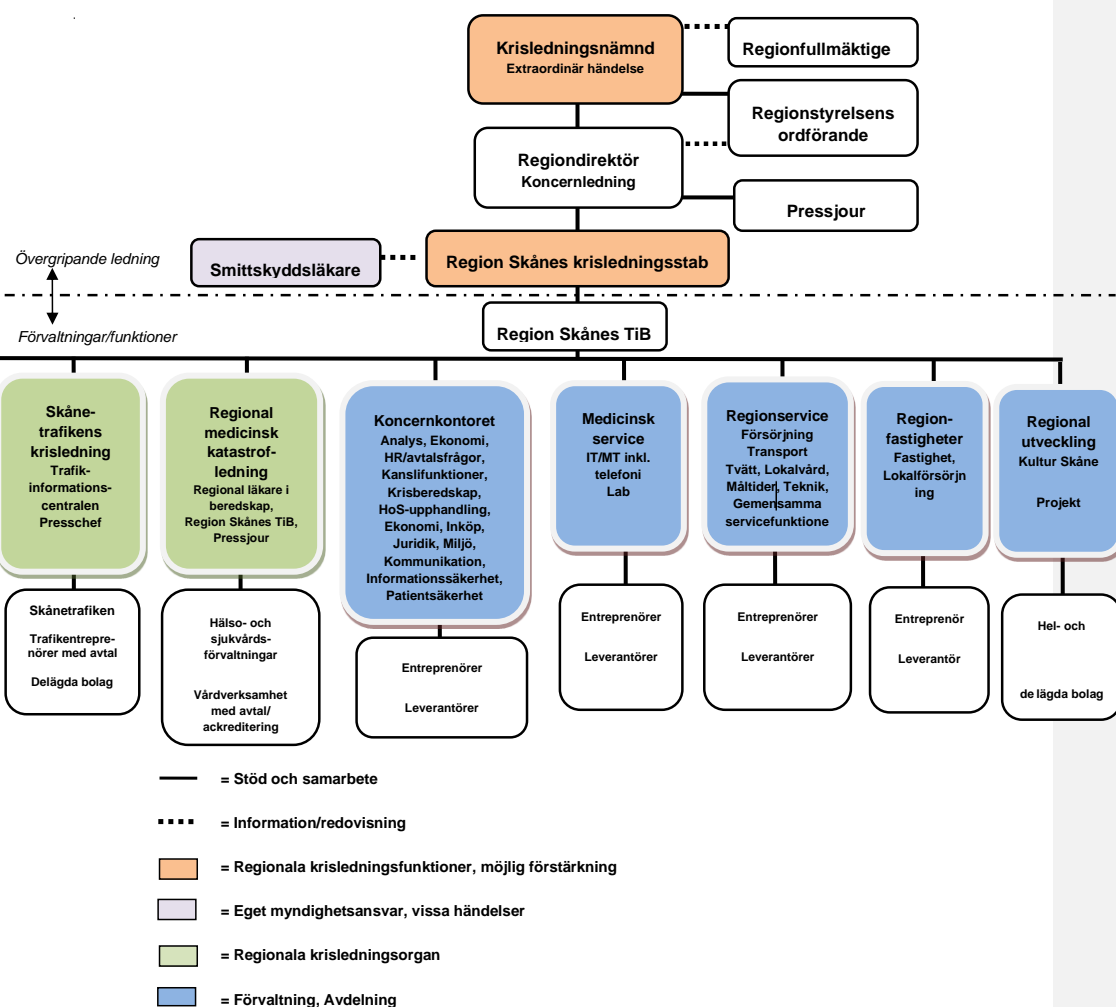 Krisledningsnämnd
Extraordinär händelse
Regionfullmäktige
Regionstyrelsens
ordförande
Regiondirektör
Koncernledning
Pressjour
Övergripande ledning
Smittskyddsläkare
Region Skånes krisledningsstab
Förvaltningar/funktioner
Region Skånes TiB
Skåne-
trafikens
krisledning
Trafik-
informations-
centralen
Presschef
Regional
medicinsk
katastrof-
ledning
Regional läkare i
beredskap,
Region Skånes TiB,
Pressjour
Koncernkontoret
Analys, Ekonomi,
HR/avtalsfrågor,
Kanslifunktioner,
Krisberedskap,
HoS-upphandling,
Ekonomi, Inköp,
Juridik, Miljö,
Kommunikation,
Informationssäkerhet,
Patientsäkerhet
Medicinsk
service
IT/MT inkl.
telefoni
Lab
Regionservice
Försörjning
Transport
Tvätt, Lokalvård,
Måltider, Teknik,
Gemensamma
servicefunktione
Region-
fastigheter
Fastighet,
Lokalförsörjn
ing
Regional
utveckling
Kultur Skåne
Projekt
Skånetrafiken
Trafikentrepre-
nörer med avtal
Delägda bolag
Hälso- och
sjukvårds-
förvaltningar
Vårdverksamhet
med avtal/
ackreditering
Entreprenörer
Leverantörer
Entreprenörer
Leverantörer
Entreprenörer
Leverantörer
Entreprenör
Leverantör
Hel- och
de lägda bolag
= Stöd och samarbete
= Information/redovisning
= Regionala krisledningsfunktioner, möjlig förstärkning
= Eget myndighetsansvar, vissa händelser
= Regionala krisledningsorgan
= Förvaltning, Avdelning